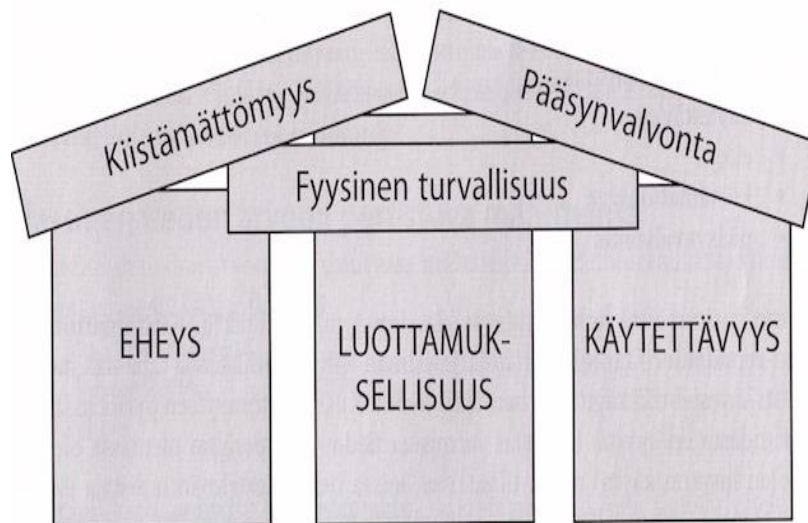 Kiistämättömyys
Pääsynvalvonta
Fyysinen turvallisuus
EHEYS
LUOTTAMUK-
SELLISUUS
KÄYTETTÄVYYS